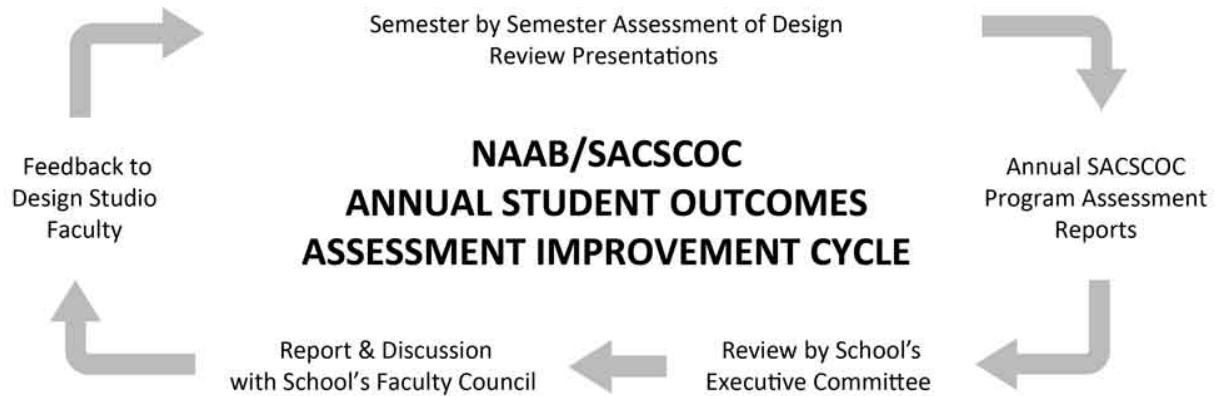 Semester by Semester Assessment of Design
Review Presentations
NAAB/SACSCOC
ANNUAL STUDENT OUTCOMES
ASSESSMENT IMPROVEMENT CYCLE
Annual SACSCOC
Program Assessment
Reports
Review by School’s
Executive Committee
Report & Discussion
with School’s Faculty Council
Feedback to
Design Studio
Faculty